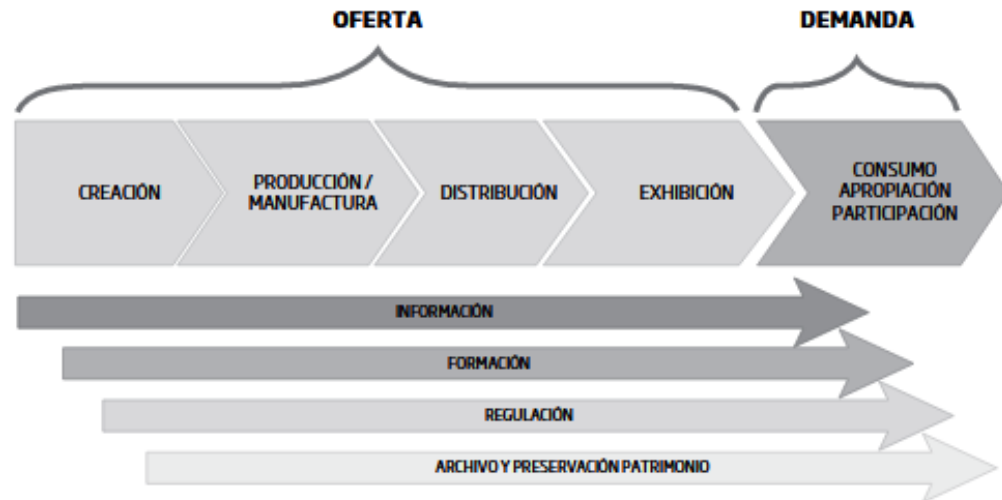 OFERTA
DEMANDA
CREACIÓN
PRODUCCIÓN /
MANUFACTURA
DISTRIBUCIÓN
EXHIBICIÓN
CONSUMO
APROPIACIÓN
PARTICIPACIÓN
INFORMACIÓN
FORMACIÓN
REGULACIÓN
ARCHIVO Y PRESERVACIÓN PATRIMONIO